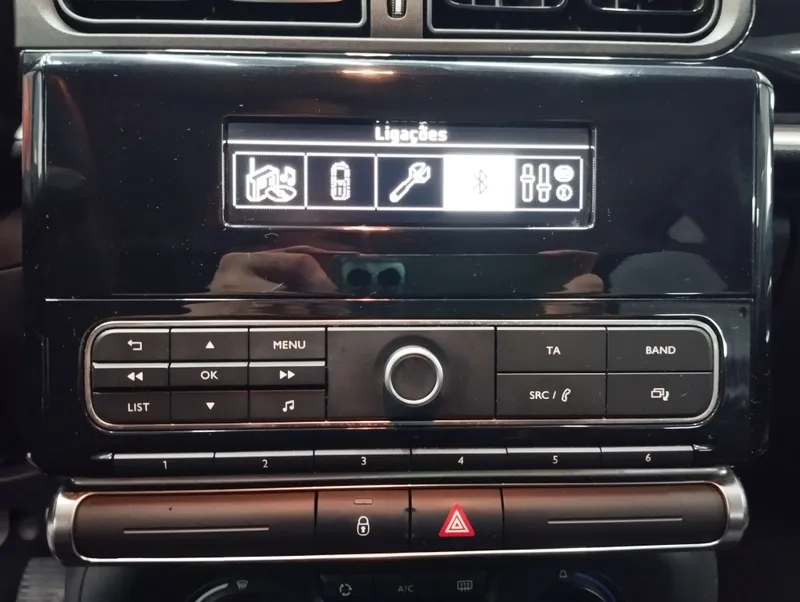 Ligações
MENU
OK
LIST
TA
BAND
SRC /
1 2 3 4 5 6
A/C